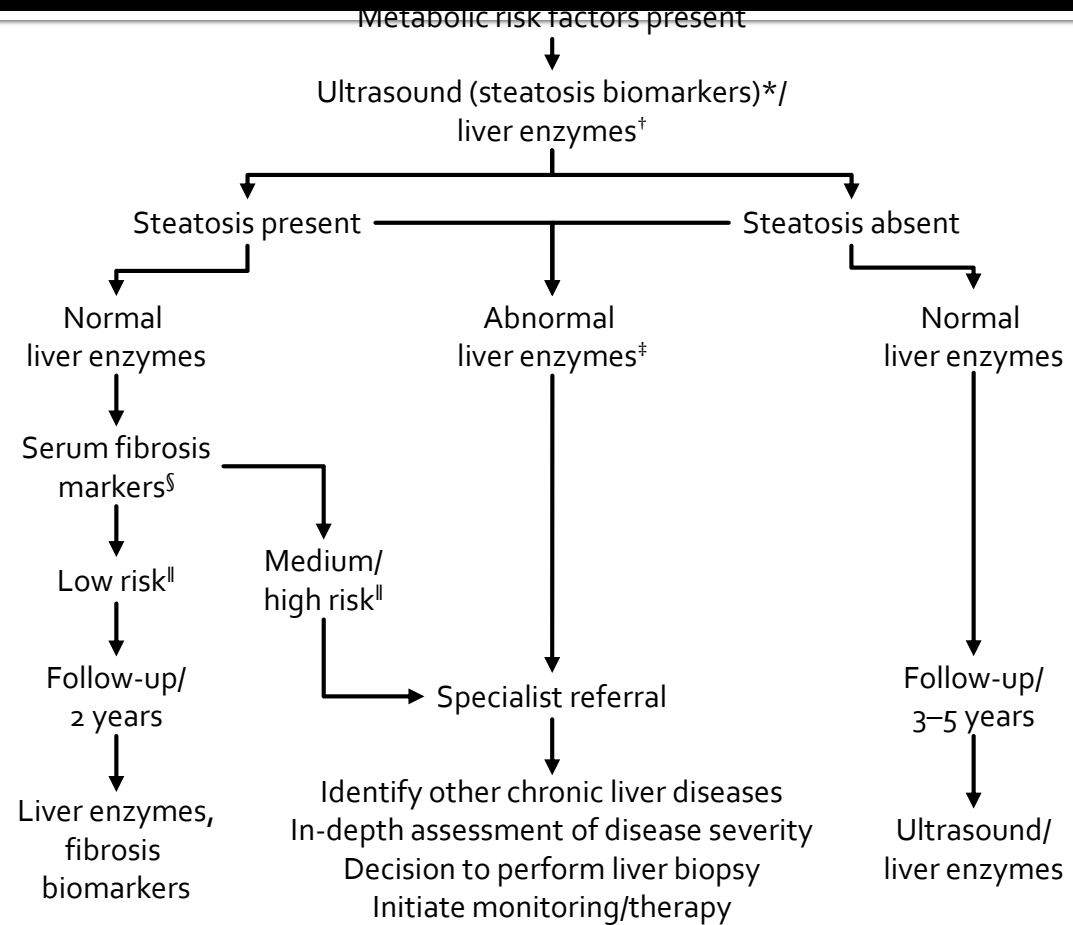 Metabolic risk factors present
Ultrasound (steatosis biomarkers)*/
liver enzymes†
Steatosis present
Steatosis absent
Normal
liver enzymes
Abnormal
liver enzymes‡
Normal
liver enzymes
Serum fibrosis
markers§
Medium/
high risk‖
Low risk‖
Follow-up/
2 years
Specialist referral
Follow-up/
3–5 years
Liver enzymes,
fibrosis
biomarkers
Identify other chronic liver diseases
In-depth assessment of disease severity
Decision to perform liver biopsy
Initiate monitoring/therapy
Ultrasound/
liver enzymes